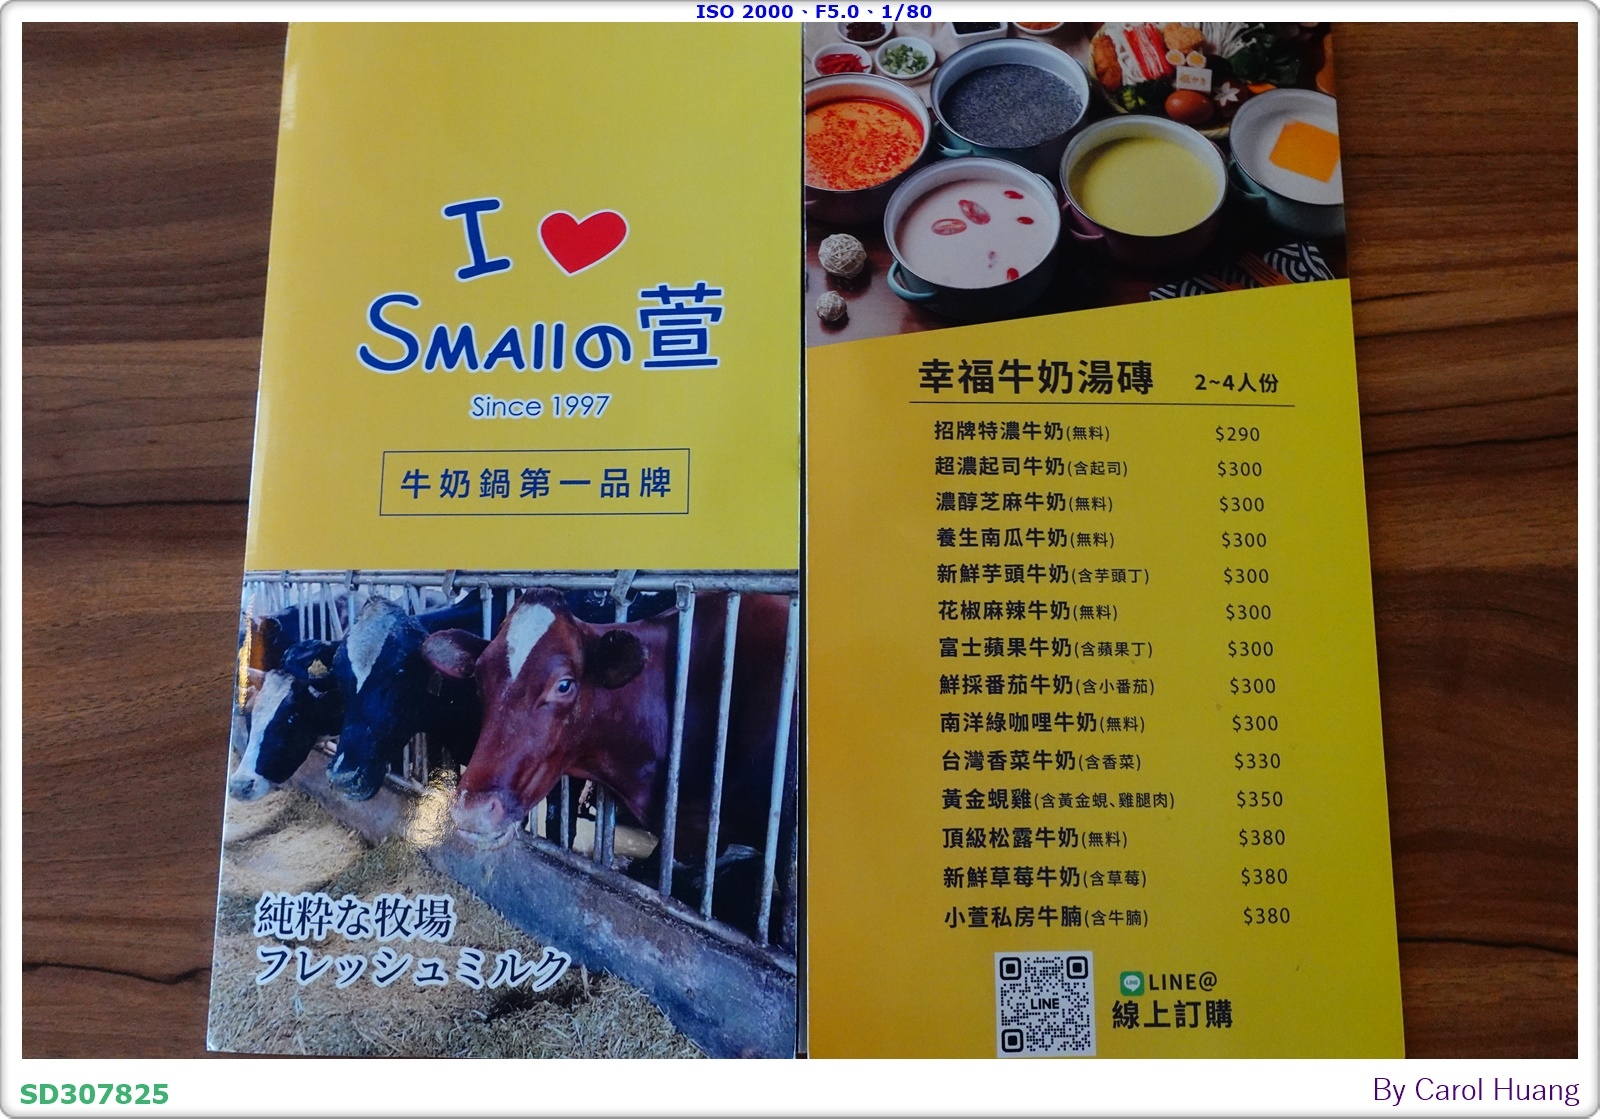 ISO 2000、F5.0、1/80
I ❤
SMAllの萱
Since 1997
牛奶鍋第一品牌
純粋な牧場
フレッシュミルク
幸福牛奶湯磚 2~4人份
招牌特濃牛奶(無料) $290
超濃起司牛奶(含起司) $300
濃醇芝麻牛奶(無料) $300
養生南瓜牛奶(無料) $300
新鮮芋頭牛奶(含芋頭丁) $300
花椒麻辣牛奶(無料) $300
富士蘋果牛奶(含蘋果丁) $300
鮮採番茄牛奶(含小番茄) $300
南洋綠咖哩牛奶(無料) $300
台灣香菜牛奶(含香菜) $330
黃金蜆雞(含黃金蜆、雞腿肉) $350
頂級松露牛奶(無料) $380
新鮮草莓牛奶(含草莓) $380
小萱私房牛腩(含牛腩) $380
LINE
LINE@
線上訂購
SD307825
By Carol Huang